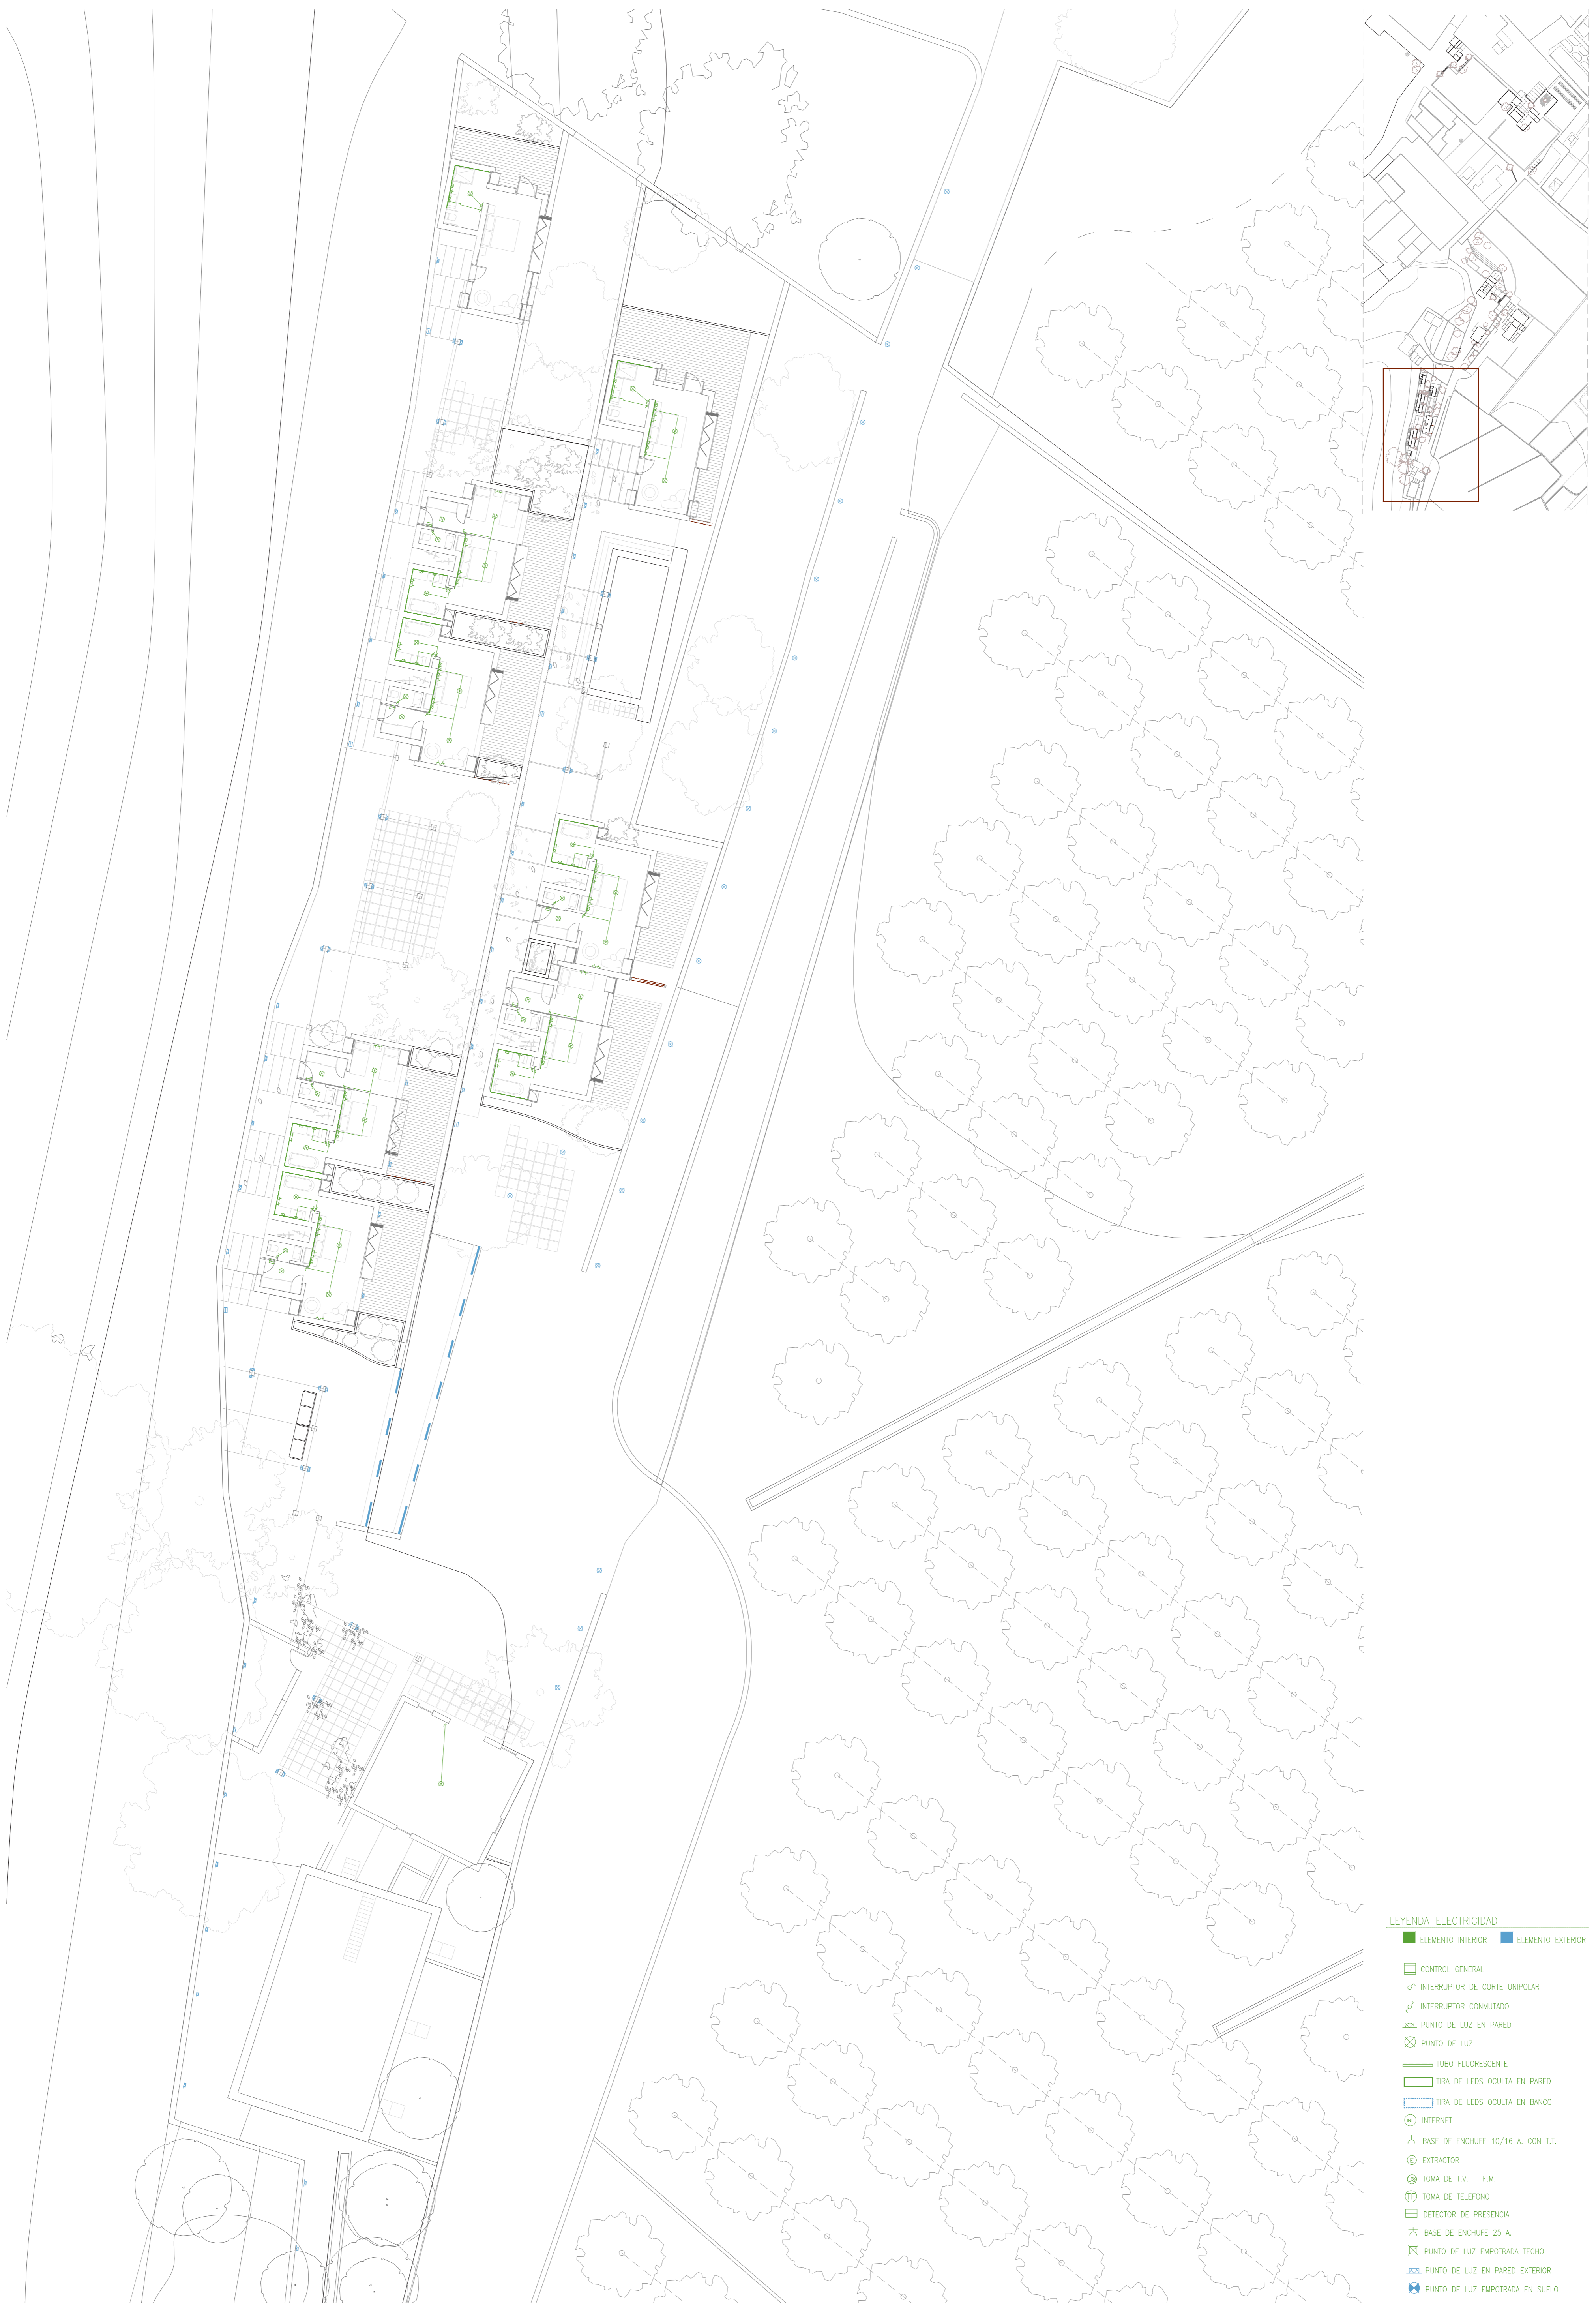 LEYENDA ELECTRICIDAD
ELEMENTO INTERIOR ELEMENTO EXTERIOR
CONTROL GENERAL
INTERRUPTOR DE CORTE UNIPOLAR
INTERRUPTOR CONMUTADO
PUNTO DE LUZ EN PARED
PUNTO DE LUZ
TUBO FLUORESCENTE
TIRA DE LEDS OCULTA EN PARED
TIRA DE LEDS OCULTA EN BANCO
INT INTERNET
BASE DE ENCHUFE 10/16 A. CON T.T.
E EXTRACTOR
TOMA DE T.V. - F.M.
TF TOMA DE TELEFONO
DETECTOR DE PRESENCIA
BASE DE ENCHUFE 25 A.
PUNTO DE LUZ EMPOTRADA TECHO
PUNTO DE LUZ EN PARED EXTERIOR
PUNTO DE LUZ EMPOTRADA EN SUELO